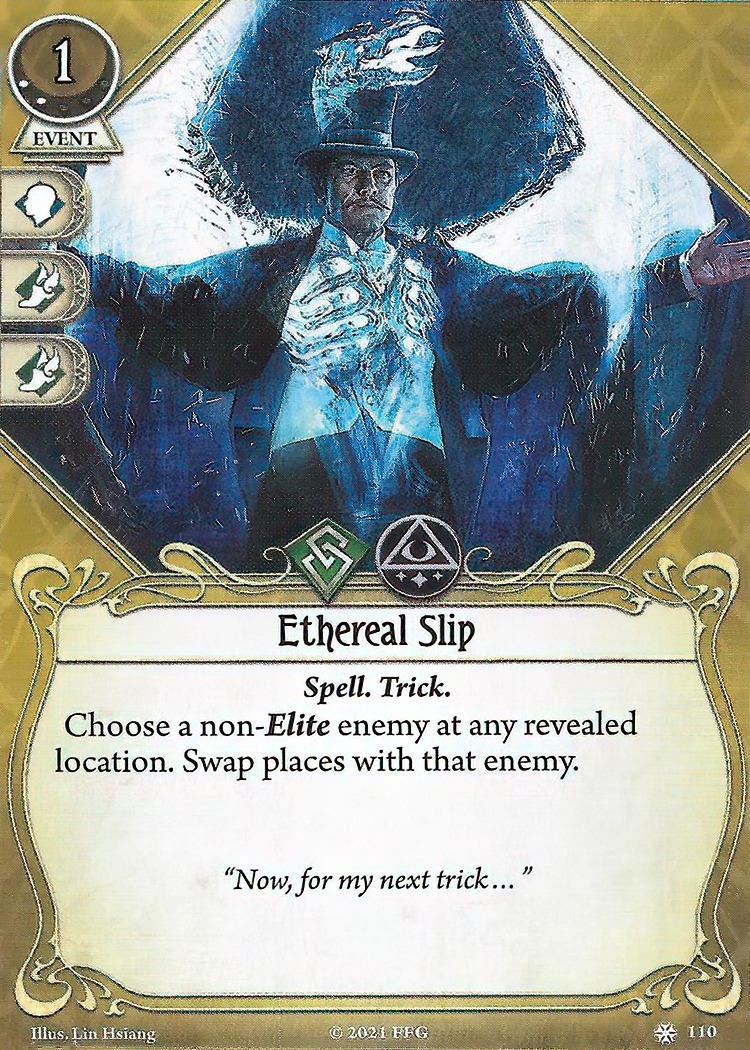 1
EVENT
Ethereal Slip
Spell. Trick.
Choose a non-Elite enemy at any revealed
location. Swap places with that enemy.
“Now, for my next trick… ”
Illus. Lin Hsiang
© 2021 FFG
110